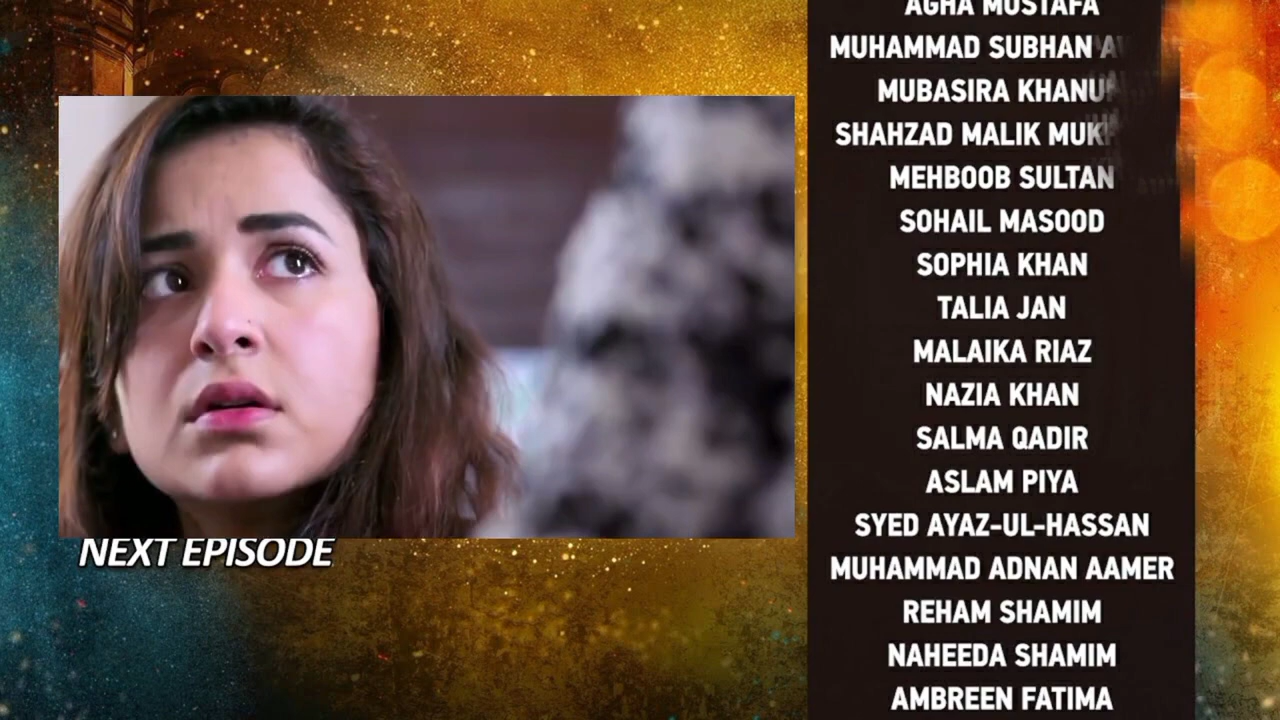 AGHA MUSTAFA
MUHAMMAD SUBHAN
MUBASIRA
SHAHZAD MALIK
MEHBOOB SULTAN
SOHAIL MASOOD
SOPHIA KHAN
TALIA JAN
MALAIKA RIAZ
NAZIA KHAN
SALMA QADIR
ASLAM PIYA
SYED AYAZ-UL-HASSAN
MUHAMMAD ADNAN AAMER
REHAM SHAMIM
NAHEEDA SHAMIM
AMBREEN FATIMA
NEXT EPISODE